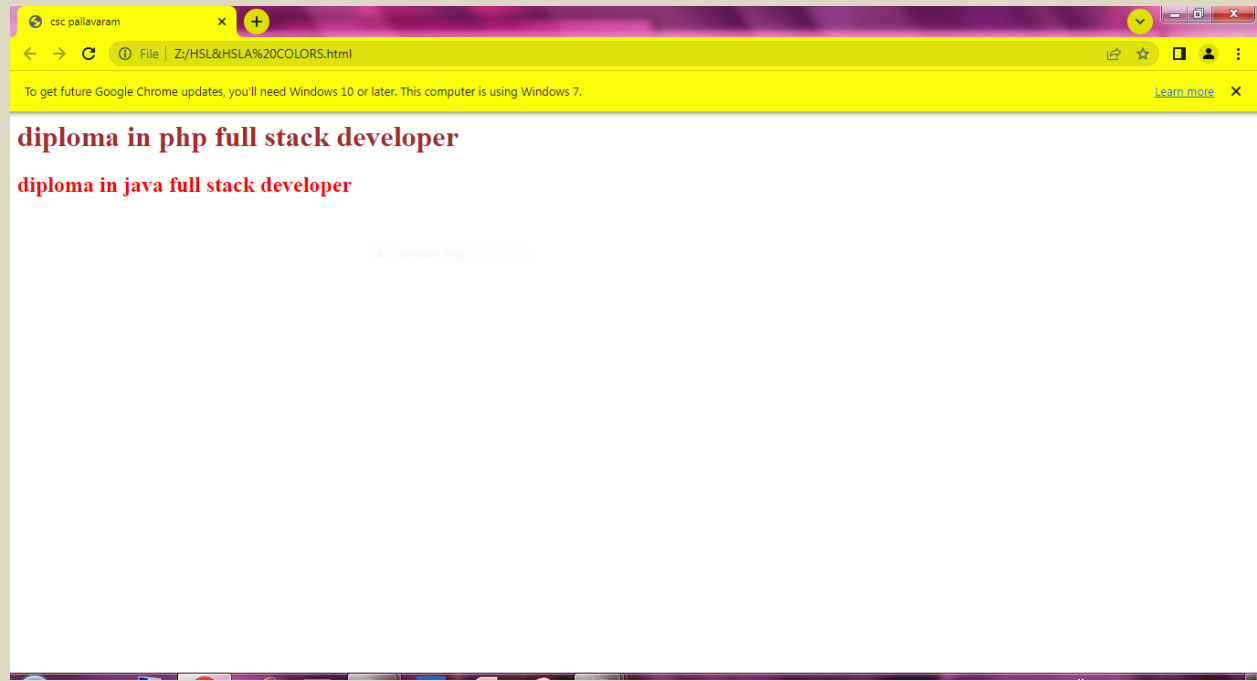 csc pallavaram
File Z:/HSL&HSLA%20COLORS.html
To get future Google Chrome updates, you'll need Windows 10 or later. This computer is using Windows 7. Learn more
diploma in php full stack developer
diploma in java full stack developer
Window Snip